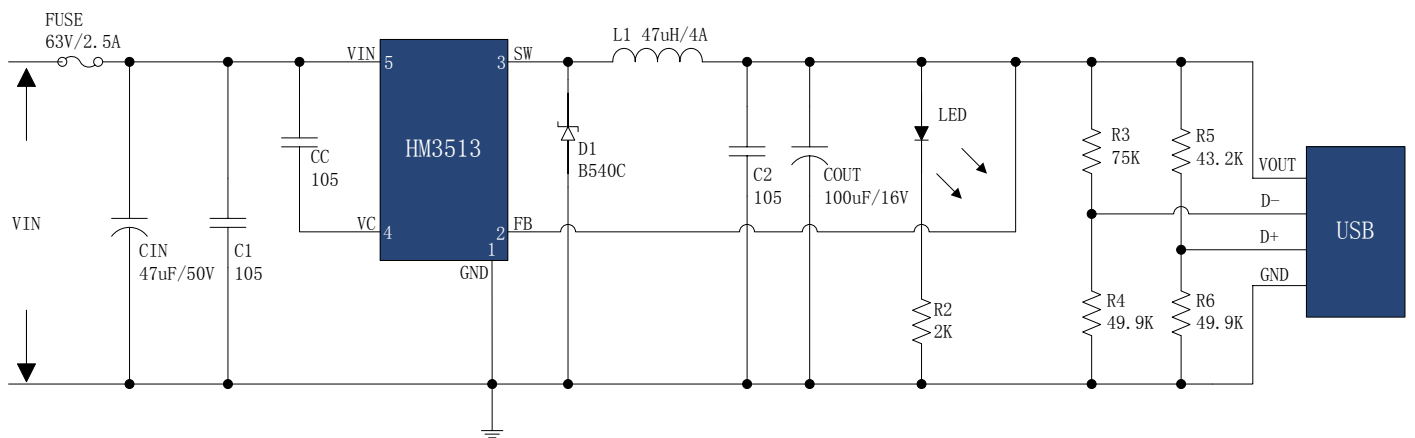 FUSE
63V/2.5A
VIN
CIN
47uF/50V
C1
105
CC
105
VIN
5
VC
4
HM3513
3
SW
2
FB
1
GND
D1
B540C
L1 47uH/4A
C2
105
COUT
100uF/16V
LED
R2
2K
R3
75K
R4
49.9K
R5
43.2K
R6
49.9K
VOUT
D-
D+
GND
USB